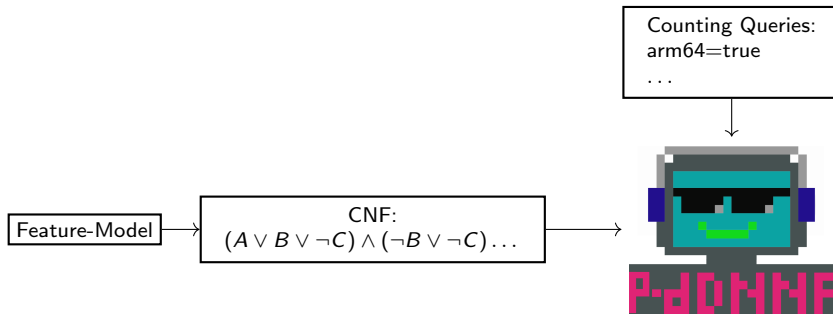 Counting Queries:
arm64=true
...
Feature-Model
CNF:
(A ∨ B ∨ ¬C) ∧ (¬B ∨ ¬C) ...
P-dDNNF